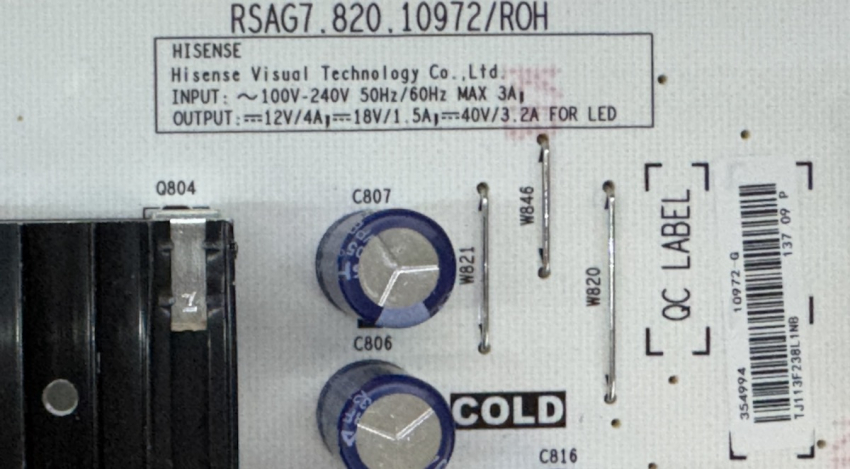 RSAG7.820.10972/ROH
HISENSE
Hisense Visual Technology Co.,Ltd.
INPUT: ～100V-240V 50Hz/60Hz MAX 3A;
OUTPUT:⎓12V/4A;⎓18V/1.5A;⎓40V/3.2A FOR LED
Q804
C807
W821
W846
W820
QC LABEL
354994
10972-G
137 09 P
TJ113F238L1NB
C806
COLD
C816